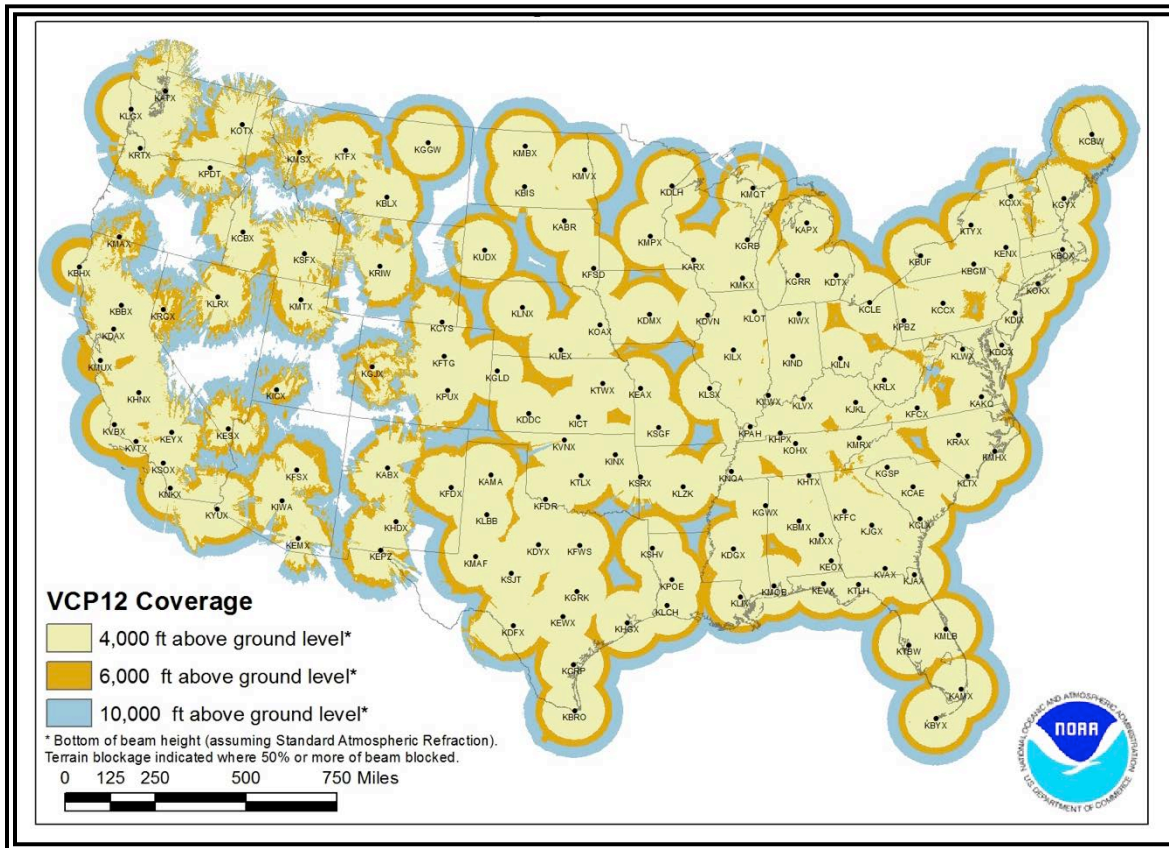 KATX
KLGX
KOTX
KRTX
KPDT
KMSX
KTFX
KGGW
KBLX
KMBX
KMVX
KBIS
KDLH
KMQT
KCBW
KMAX
KCBX
KSFX
KRIW
KUDX
KABR
KMPX
KGRB
KAPX
KCXX
KGYX
KTYX
KBHX
KBBX
KRGX
KLRX
KMTX
KCYS
KLNX
KFSD
KARX
KMKX
KGRR
KDTX
KBUF
KBGM
KENX
KBOX
KOKX
KDAX
KMUX
KHNX
KICX
KGJX
KFTG
KPUX
KGLD
KUEX
KOAX
KDMX
KDVN
KLOT
KIWX
KCLE
KPBZ
KCCX
KDIX
KDOX
KLWX
KILX
KIND
KILN
KRLX
KAKQ
KVBX
KVTX
KEYX
KESX
KSOX
KNKX
KYUX
KFSX
KIWA
KEMX
KABX
KHDX
KEPZ
KDDC
KICT
KTWX
KEAX
KLSX
KVWX
KLVX
KJKL
KFCX
KRAX
KMHX
KVNX
KINX
KSGF
KPAH
KHPX
KOHX
KMRX
KGSP
KCAE
KLTX
KFDX
KAMA
KLBB
KTLX
KFDR
KSRX
KLZK
KNQA
KHTX
KGWX
KBMX
KFFC
KJGX
KCLX
KMAF
KSJT
KDYX
KFWS
KSHV
KPOE
KLCH
KDGX
KMXX
KEOX
KVAX
KJAX
KLIX
KMOB
KEVX
KTLH
KDFX
KEWX
KGRK
KHGX
KCRP
KBRO
KTBW
KMLB
KAMX
KBYX
VCP12 Coverage
4,000 ft above ground level*
6,000 ft above ground level*
10,000 ft above ground level*
* Bottom of beam height (assuming Standard Atmospheric Refraction).
Terrain blockage indicated where 50% or more of beam blocked.
0 125 250 500 750 Miles
NATIONAL OCEANIC AND ATMOSPHERIC ADMINISTRATION
NOAA
U.S. DEPARTMENT OF COMMERCE